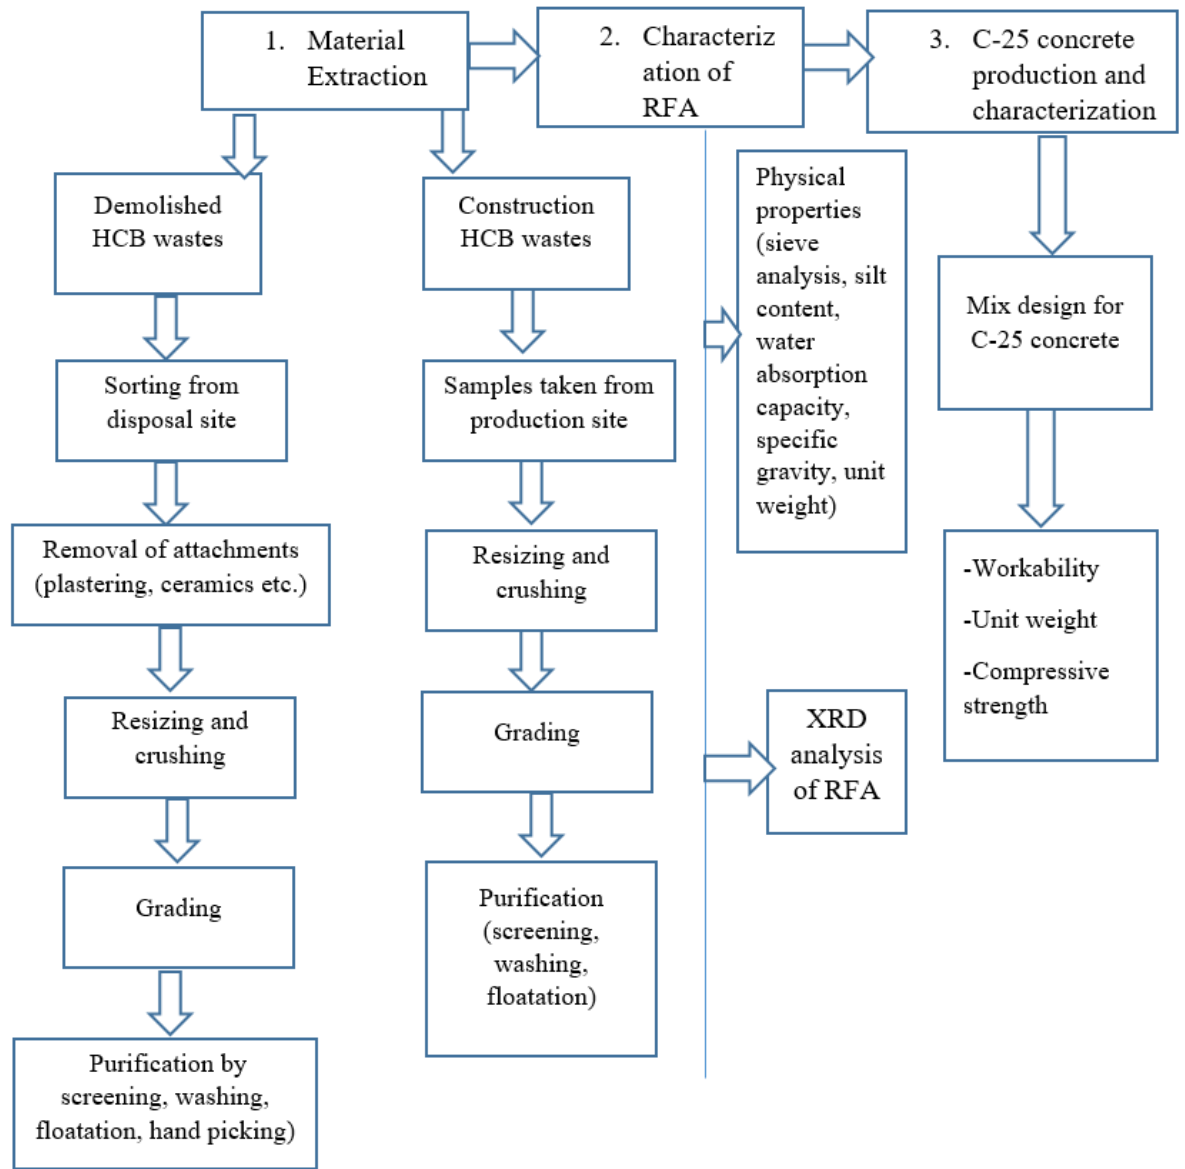 1. Material
Extraction
2. Characteriz
ation of
RFA
3. C-25 concrete
production and
characterization
Demolished
HCB wastes
Sorting from
disposal site
Removal of attachments
(plastering, ceramics etc.)
Resizing and
crushing
Grading
Purification by
screening, washing,
floatation, hand picking)
Construction
HCB wastes
Samples taken from
production site
Resizing and
crushing
Grading
Purification
(screening,
washing,
floatation)
Physical
properties
(sieve
analysis, silt
content,
water
absorption
capacity,
specific
gravity, unit
weight)
XRD
analysis
of RFA
Mix design for
C-25 concrete
-Workability
-Unit weight
-Compressive
strength